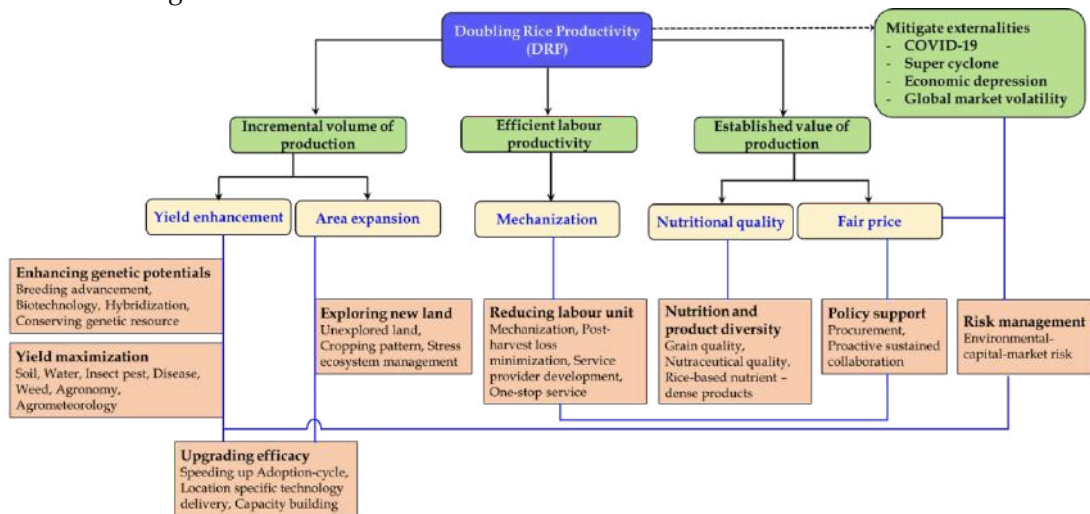 Doubling Rice Productivity
(DRP)
Mitigate externalities
- COVID-19
- Super cyclone
- Economic depression
- Global market volatility
Incremental volume of
production
Efficient labour
productivity
Established value of
production
Yield enhancement
Area expansion
Mechanization
Nutritional quality
Fair price
Enhancing genetic potentials
Breeding advancement,
Biotechnology, Hybridization,
Conserving genetic resource
Yield maximization
Soil, Water, Insect pest, Disease,
Weed, Agronomy,
Agrometeorology
Exploring new land
Unexplored land,
Cropping pattern, Stress
ecosystem management
Reducing labour unit
Mechanization, Post-
harvest loss
minimization, Service
provider development,
One-stop service
Nutrition and
product diversity
Grain quality,
Nutraceutical quality,
Rice-based nutrient –
dense products
Policy support
Procurement,
Proactive sustained
collaboration
Risk management
Environmental-
capital-market risk
Upgrading efficacy
Speeding up Adoption-cycle,
Location specific technology
delivery, Capacity building